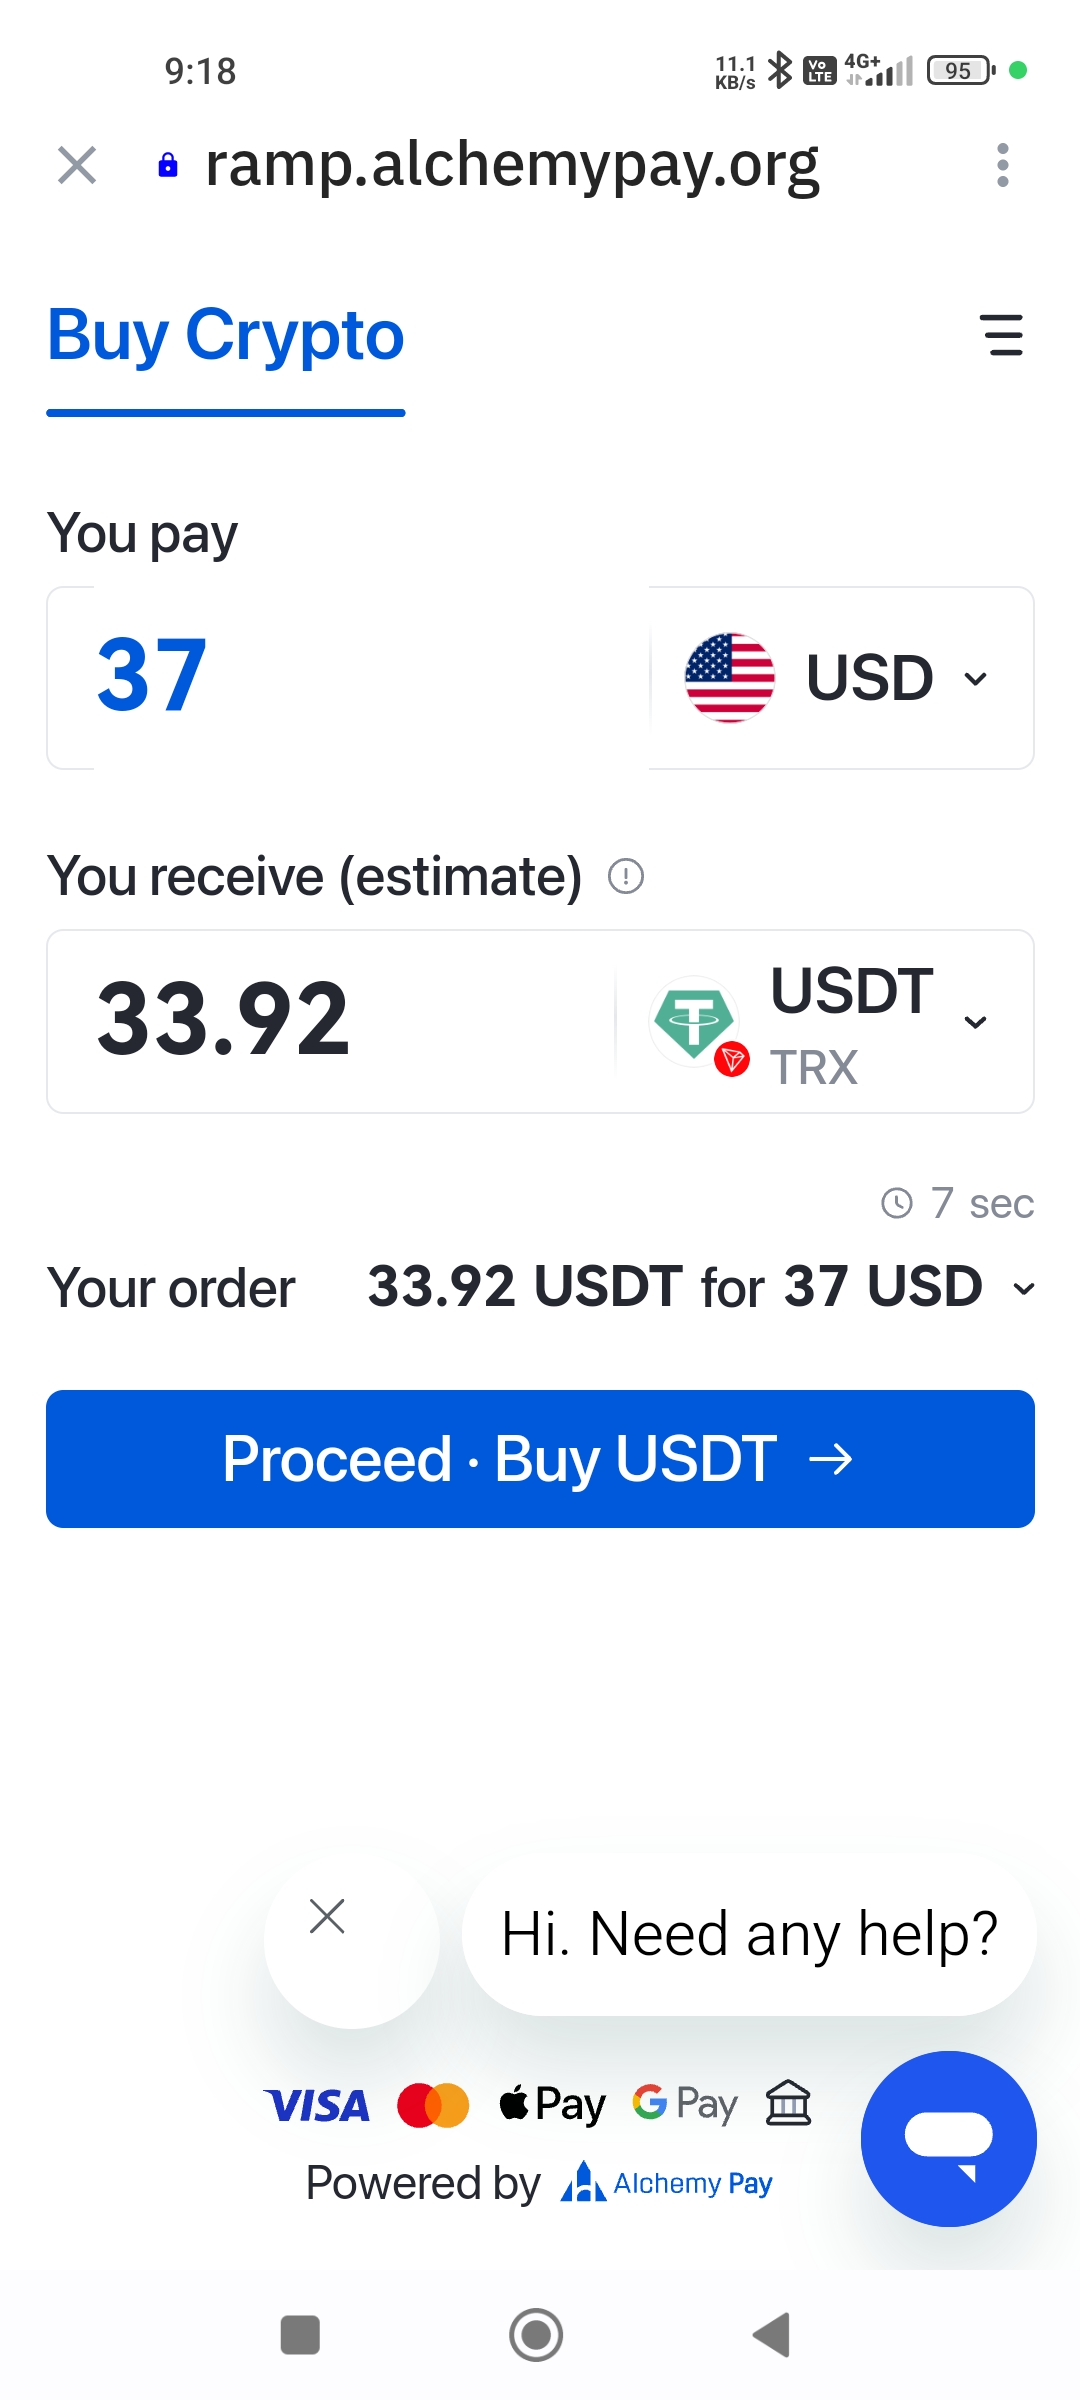 9:18
11.1
KB/s
Vo
LTE
4G+
95
ramp.alchemypay.org
Buy Crypto
You pay
37
USD
You receive (estimate)
33.92
USDT
TRX
7 sec
Your order
33.92 USDT for 37 USD
Proceed · Buy USDT →
Hi. Need any help?
VISA
Pay
G Pay
Powered by Alchemy Pay